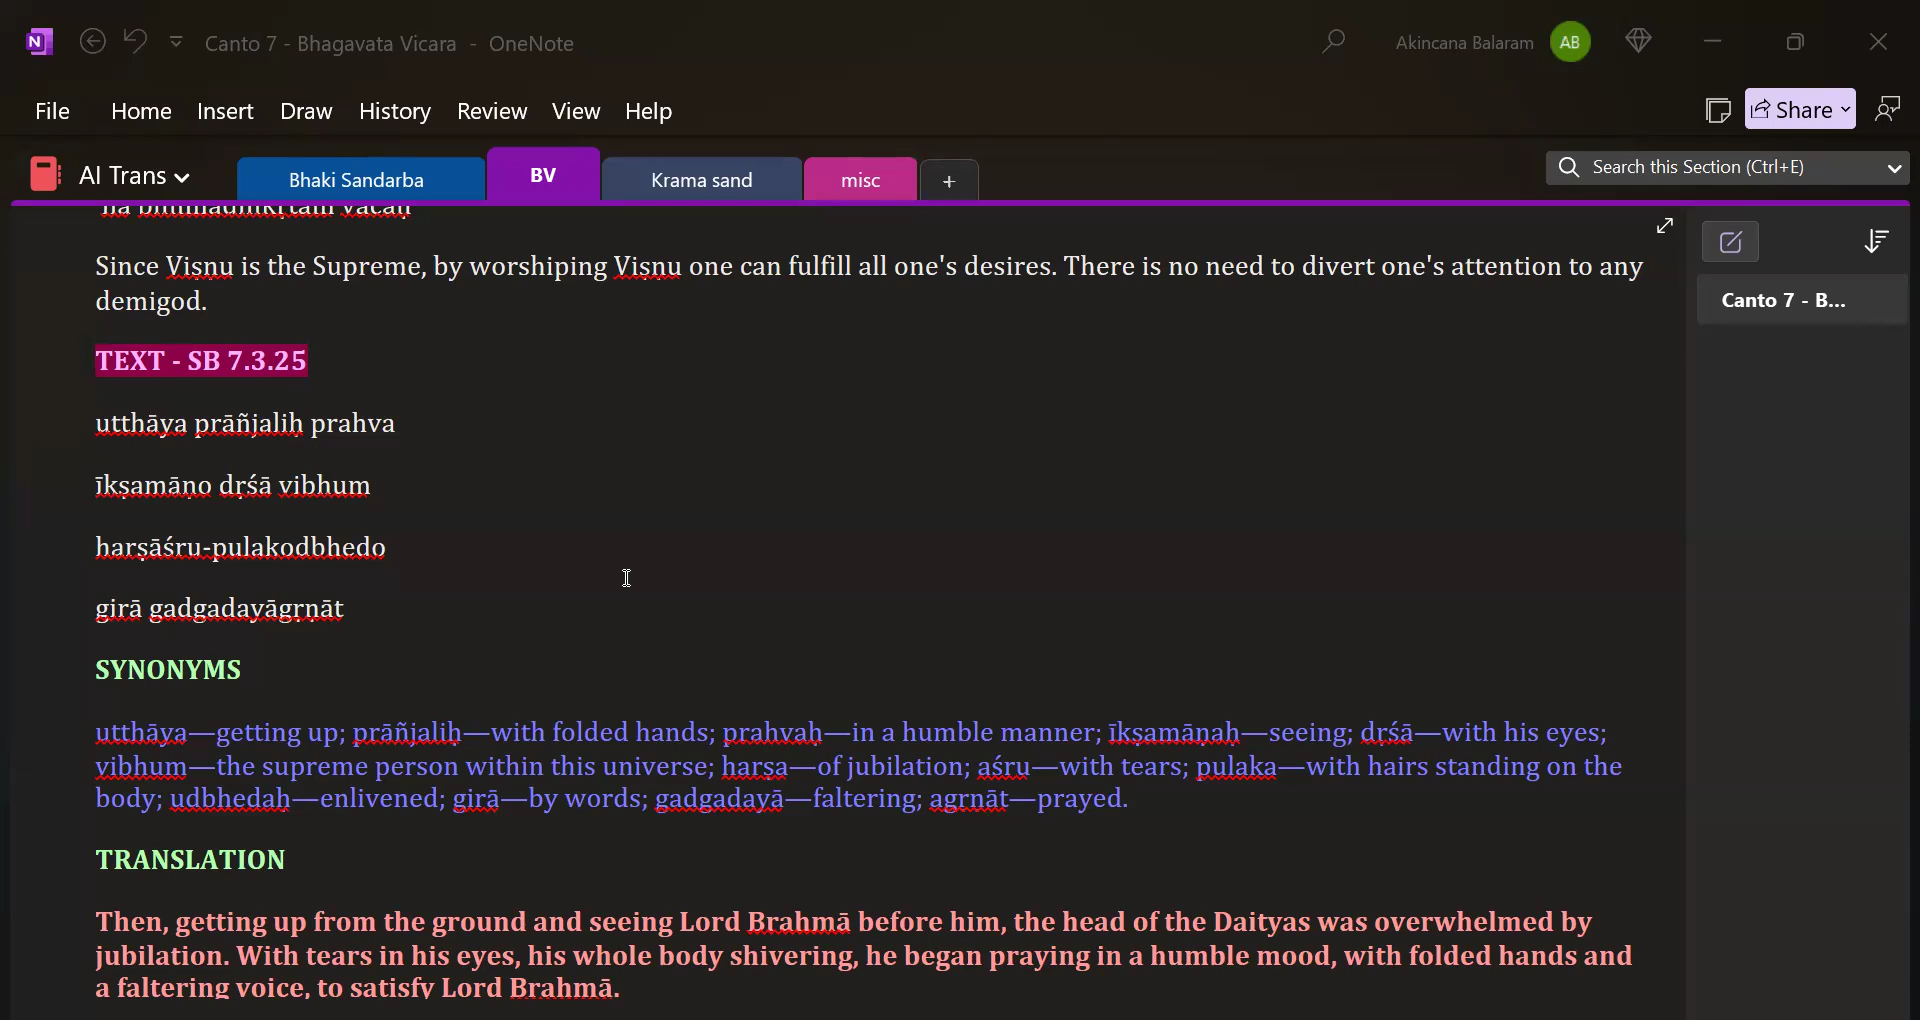 Canto 7 - Bhagavata Vicara - OneNote
Akincana Balaram AB
File Home Insert Draw History Review View Help
Share
AI Trans
Bhaki Sandarba BV Krama sand misc +
Search this Section (Ctrl+E)
Canto 7 - B...
Since Viṣṇu is the Supreme, by worshiping Viṣṇu one can fulfill all one's desires. There is no need to divert one's attention to any
demigod.
TEXT - SB 7.3.25
utthāya prāñjaliḥ prahva
īkṣamāṇo dṛśā vibhum
harṣāśru-pulakodbhedo
girā gadgadayāgṛṇāt
SYNONYMS
utthāya—getting up; prāñjaliḥ—with folded hands; prahvaḥ—in a humble manner; īkṣamāṇaḥ—seeing; dṛśā—with his eyes;
vibhum—the supreme person within this universe; harṣa—of jubilation; aśru—with tears; pulaka—with hairs standing on the
body; udbhedaḥ—enlivened; girā—by words; gadgadayā—faltering; agṛṇāt—prayed.
TRANSLATION
Then, getting up from the ground and seeing Lord Brahmā before him, the head of the Daityas was overwhelmed by
jubilation. With tears in his eyes, his whole body shivering, he began praying in a humble mood, with folded hands and
a faltering voice, to satisfy Lord Brahmā.